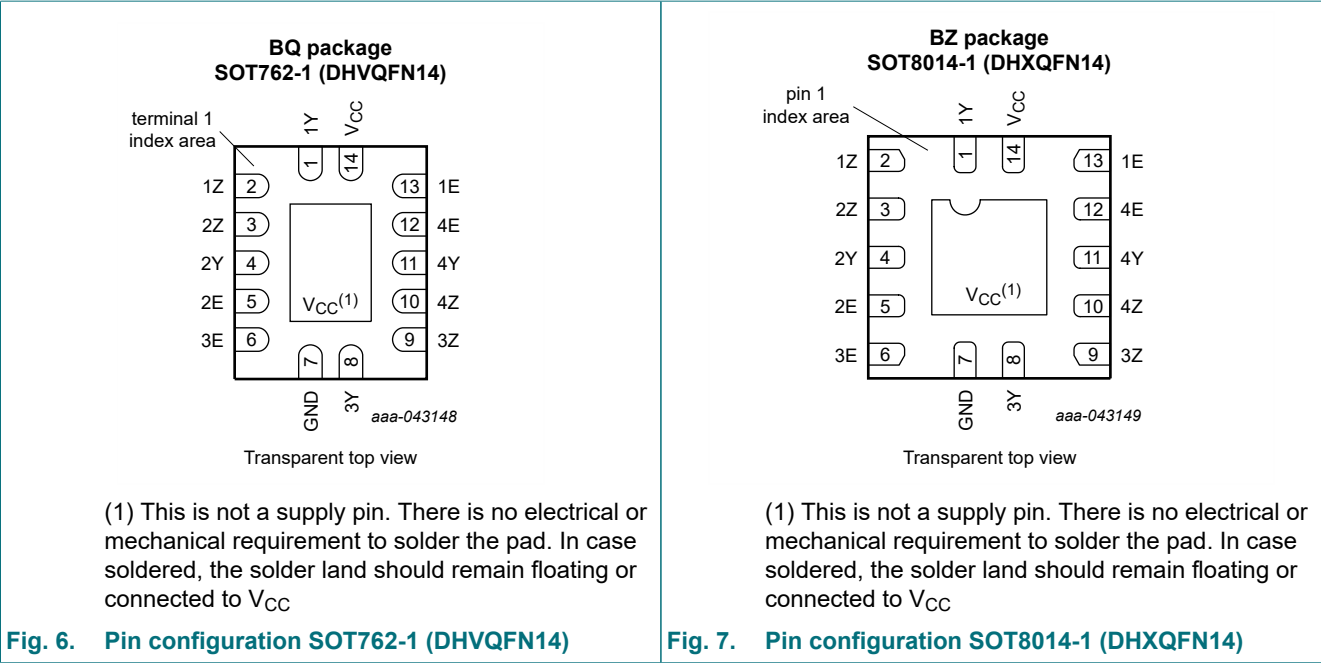 BQ package
SOT762-1 (DHVQFN14)
terminal 1
index area
1Y
VCC
1
14
1Z 2
13 1E
2Z 3
12 4E
2Y 4
11 4Y
2E 5
10 4Z
3E 6
9 3Z
VCC(1)
7
8
GND
3Y
aaa-043148
Transparent top view
(1) This is not a supply pin. There is no electrical or
mechanical requirement to solder the pad. In case
soldered, the solder land should remain floating or
connected to VCC
Fig. 6. Pin configuration SOT762-1 (DHVQFN14)
BZ package
SOT8014-1 (DHXQFN14)
pin 1
index area
1Y
VCC
1
14
1Z 2
13 1E
2Z 3
12 4E
2Y 4
11 4Y
2E 5
10 4Z
3E 6
9 3Z
VCC(1)
7
8
GND
3Y
aaa-043149
Transparent top view
(1) This is not a supply pin. There is no electrical or
mechanical requirement to solder the pad. In case
soldered, the solder land should remain floating or
connected to VCC
Fig. 7. Pin configuration SOT8014-1 (DHXQFN14)